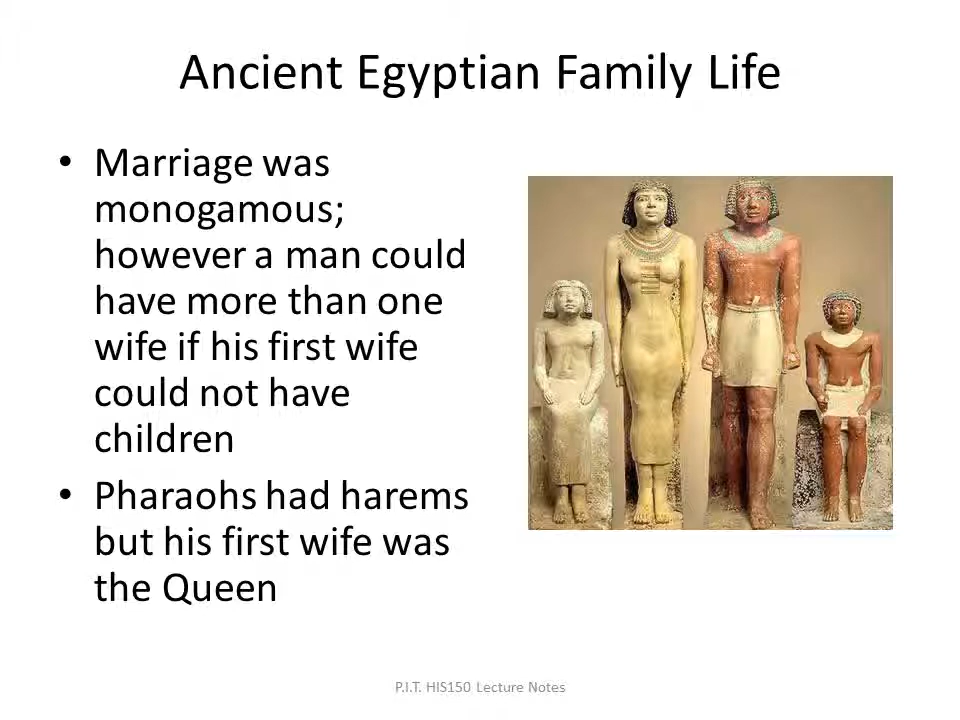 Ancient Egyptian Family Life
• Marriage was
monogamous;
however a man could
have more than one
wife if his first wife
could not have
children
• Pharaohs had harems
but his first wife was
the Queen
P.I.T. HIS150 Lecture Notes